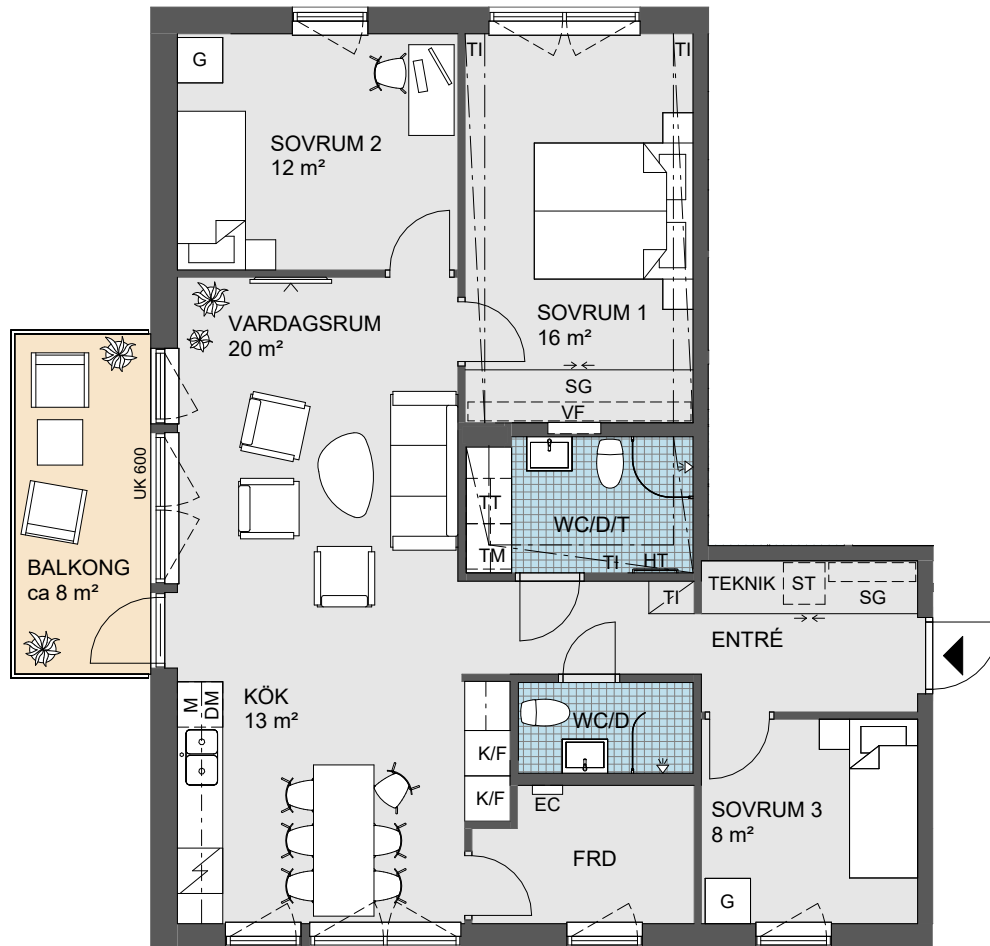 TI
TI
G
SOVRUM 2
12 m²
SOVRUM 1
16 m²
VARDAGSRUM
20 m²
SG
VF
UK 600
TT
WC/D/T
TM
TI
HT
BALKONG
ca 8 m²
TI
TEKNIK
ST
SG
ENTRÉ
KÖK
13 m²
M
DM
WC/D
K/F
K/F
EC
SOVRUM 3
8 m²
FRD
G